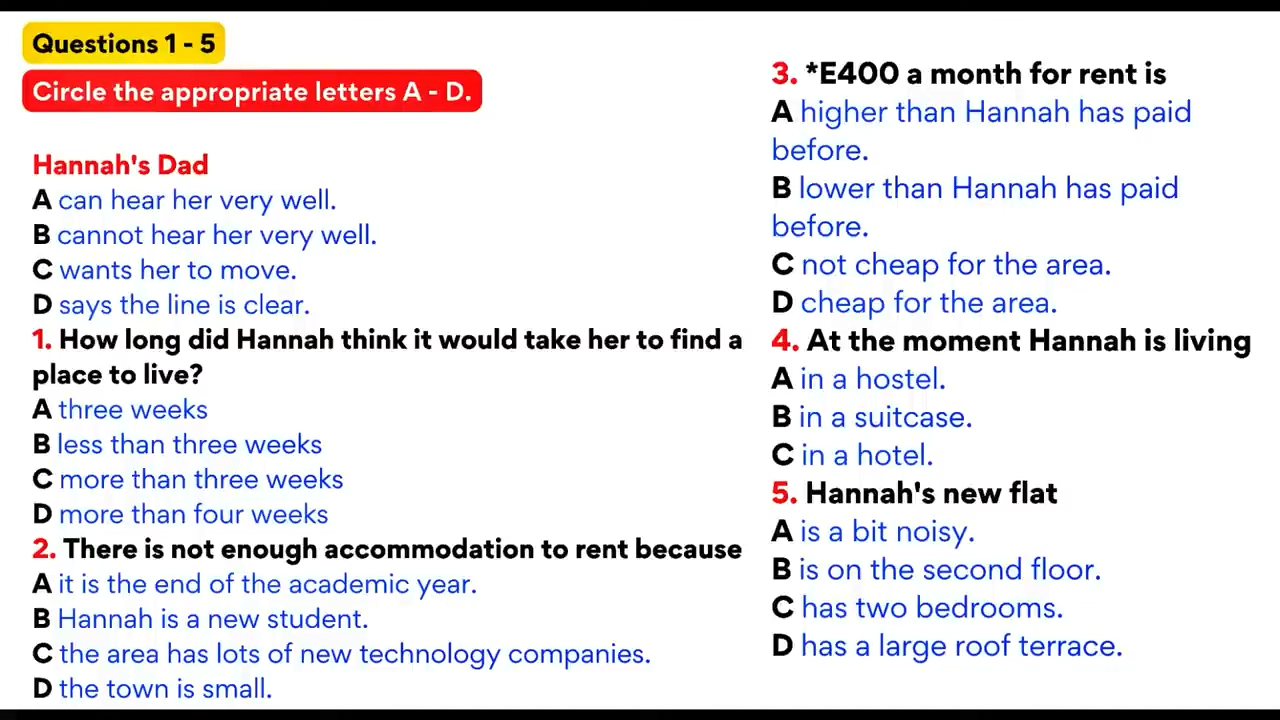 Questions 1 - 5
Circle the appropriate letters A - D.
Hannah's Dad
A can hear her very well.
B cannot hear her very well.
C wants her to move.
D says the line is clear.
1. How long did Hannah think it would take her to find a
place to live?
A three weeks
B less than three weeks
C more than three weeks
D more than four weeks
2. There is not enough accommodation to rent because
A it is the end of the academic year.
B Hannah is a new student.
C the area has lots of new technology companies.
D the town is small.
3. *E400 a month for rent is
A higher than Hannah has paid
before.
B lower than Hannah has paid
before.
C not cheap for the area.
D cheap for the area.
4. At the moment Hannah is living
A in a hostel.
B in a suitcase.
C in a hotel.
5. Hannah's new flat
A is a bit noisy.
B is on the second floor.
C has two bedrooms.
D has a large roof terrace.